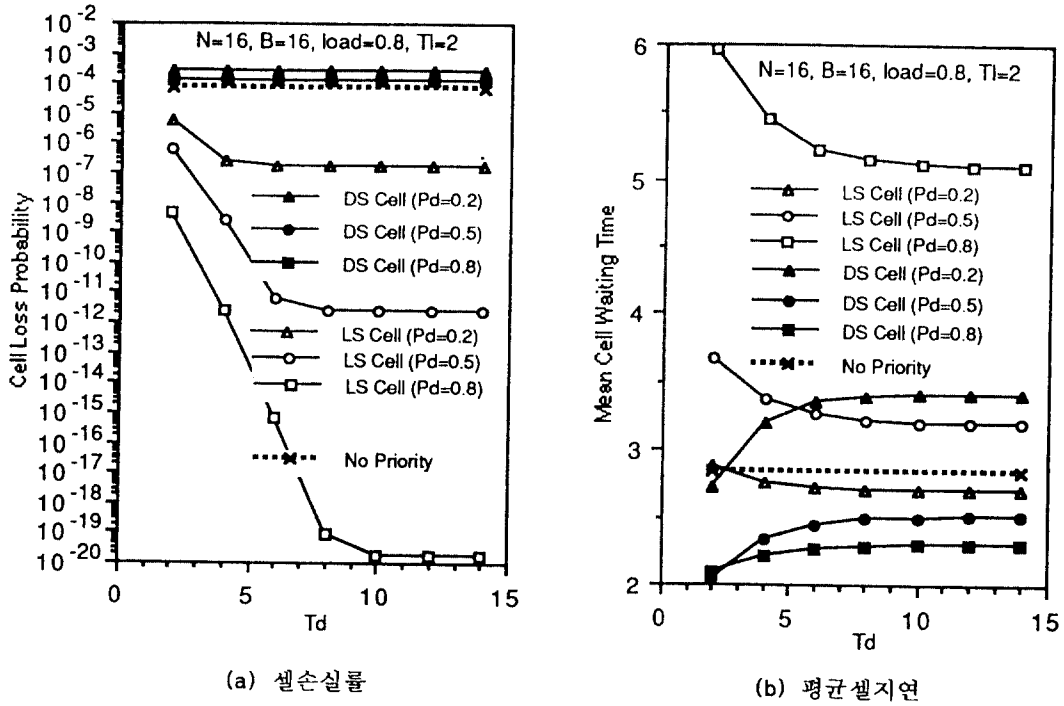 Cell Loss Probability
10-2
10-3
10-4
10-5
10-6
10-7
10-8
10-9
10-10
10-11
10-12
10-13
10-14
10-15
10-16
10-17
10-18
10-19
10-20
N=16, B=16, load=0.8, Tl=2
DS Cell (Pd=0.2)
DS Cell (Pd=0.5)
DS Cell (Pd=0.8)
LS Cell (Pd=0.2)
LS Cell (Pd=0.5)
LS Cell (Pd=0.8)
No Priority
0 5 10 15
Td
(a) 셀손실률
Mean Cell Waiting Time
6
5
4
3
2
N=16, B=16, load=0.8, Tl=2
LS Cell (Pd=0.2)
LS Cell (Pd=0.5)
LS Cell (Pd=0.8)
DS Cell (Pd=0.2)
DS Cell (Pd=0.5)
DS Cell (Pd=0.8)
No Priority
0 5 10 15
Td
(b) 평균셀지연